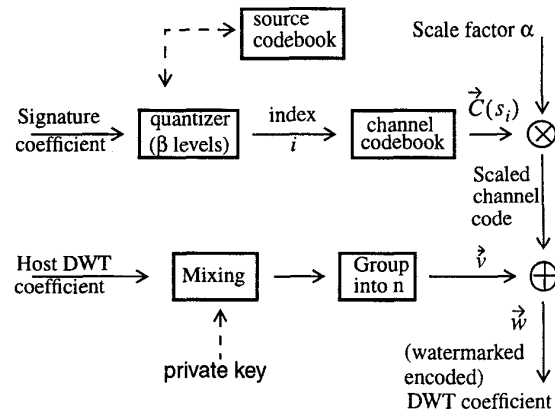 source
codebook
Scale factor α
Signature
coefficient
quantizer
(β levels)
index
i
channel
codebook
C(s_i)
Scaled
channel
code
Host DWT
coefficient
Mixing
Group
into n
v
w
private key
(watermarked
encoded)
DWT coefficient